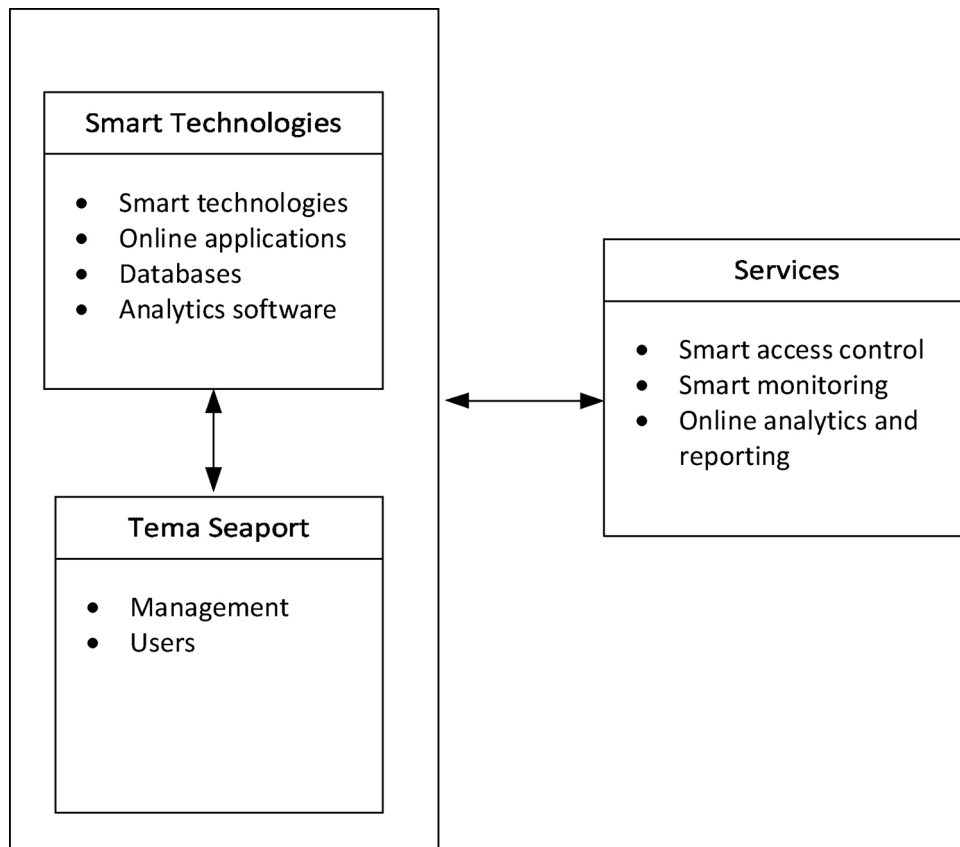 Smart Technologies
• Smart technologies
• Online applications
• Databases
• Analytics software
Tema Seaport
• Management
• Users
Services
• Smart access control
• Smart monitoring
• Online analytics and
reporting